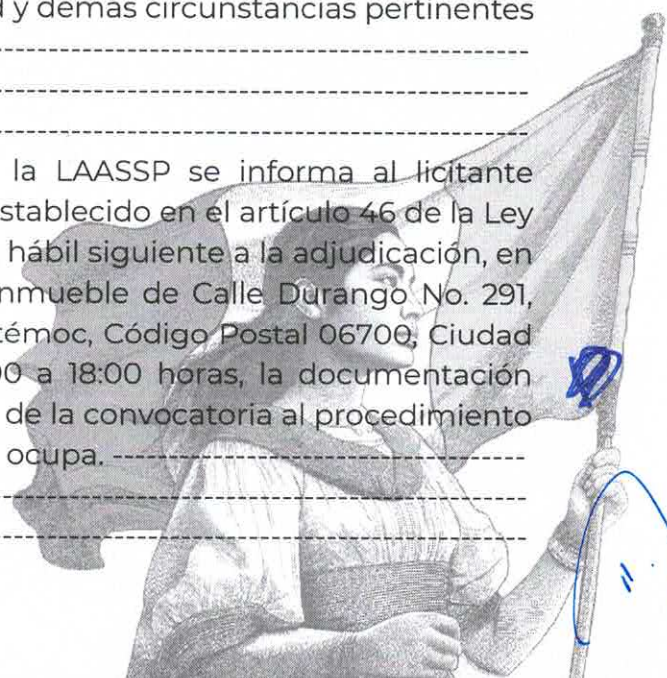 d y demás circunstancias pertinentes
------------------------------------------------
------------------------------------------------
------------------------------------------------
la LAASSP se informa al licitante
stablecido en el artículo 46 de la Ley
hábil siguiente a la adjudicación, en
nmueble de Calle Durango No. 291,
témoc, Código Postal 06700, Ciudad
00 a 18:00 horas, la documentación
de la convocatoria al procedimiento
ocupa. ------------------------------------
------------------------------------------------
------------------------------------------------